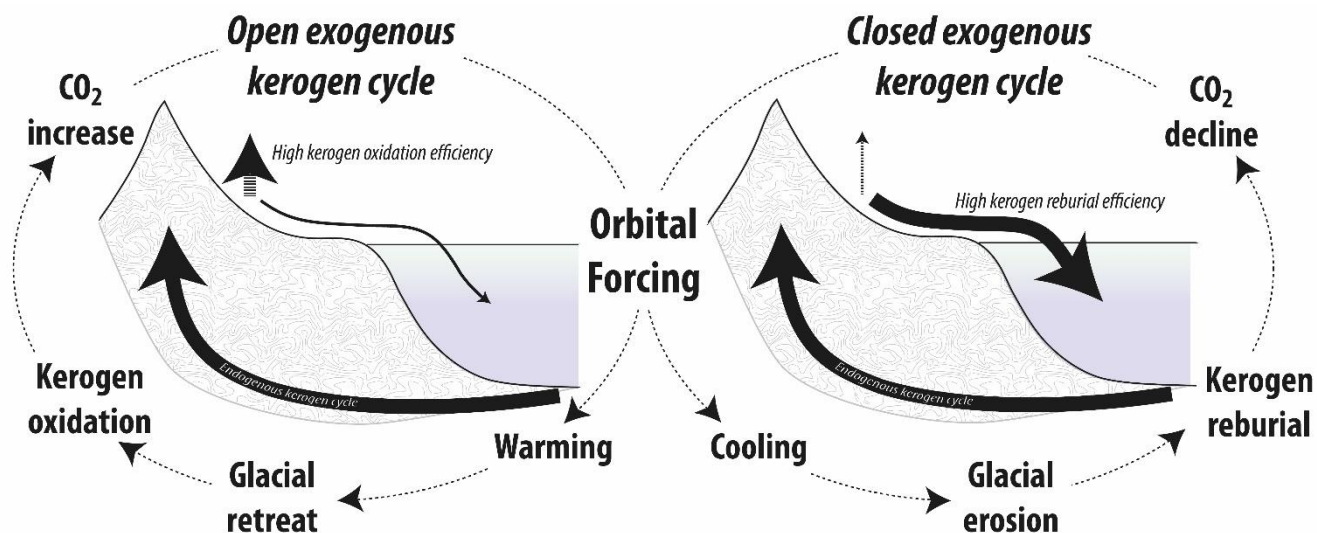 Open exogenous
kerogen cycle
CO₂
increase
High kerogen oxidation efficiency
Endogenous kerogen cycle
Kerogen
oxidation
Glacial
retreat
Warming
Orbital
Forcing
Closed exogenous
kerogen cycle
CO₂
decline
High kerogen reburial efficiency
Endogenous kerogen cycle
Kerogen
reburial
Cooling
Glacial
erosion